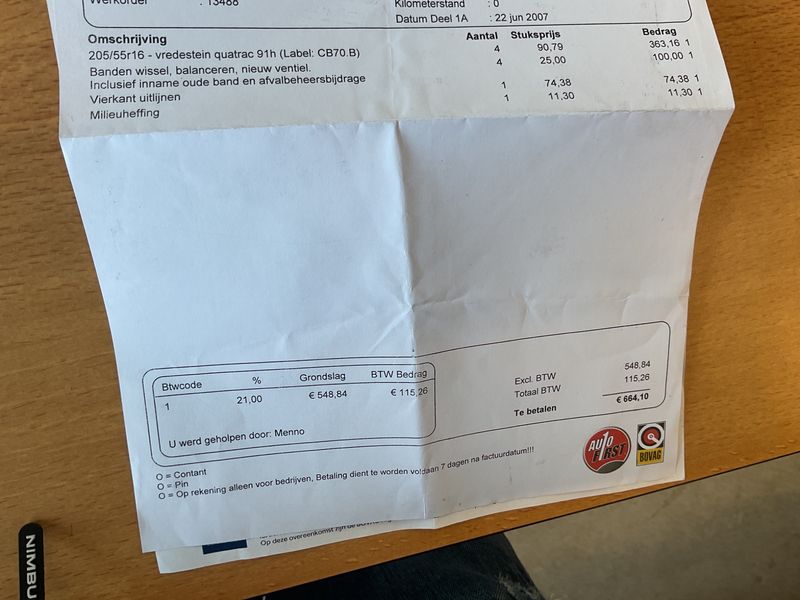 Werkorder : 13488
Kilometerstand : 0
Datum Deel 1A : 22 jun 2007
Omschrijving Aantal Stuksprijs Bedrag
205/55r16 - vredestein quatrac 91h (Label: CB70.B) 4 90,79 363,16 1
Banden wissel, balanceren, nieuw ventiel. 4 25,00 100,00 1
Inclusief inname oude band en afvalbeheersbijdrage
Vierkant uitlijnen 1 74,38 74,38 1
Milieuheffing 1 11,30 11,30 1
Btwcode % Grondslag BTW Bedrag
1 21,00 € 548,84 € 115,26
U werd geholpen door: Menno
Excl. BTW 548,84
Totaal BTW 115,26
Te betalen € 664,10
O = Contant
O = Pin
O = Op rekening alleen voor bedrijven, Betaling dient te worden voldaan 7 dagen na factuurdatum!!!
AUTO FIRST
BOVAG
Op deze overeenkomst zijn de
NIMBU